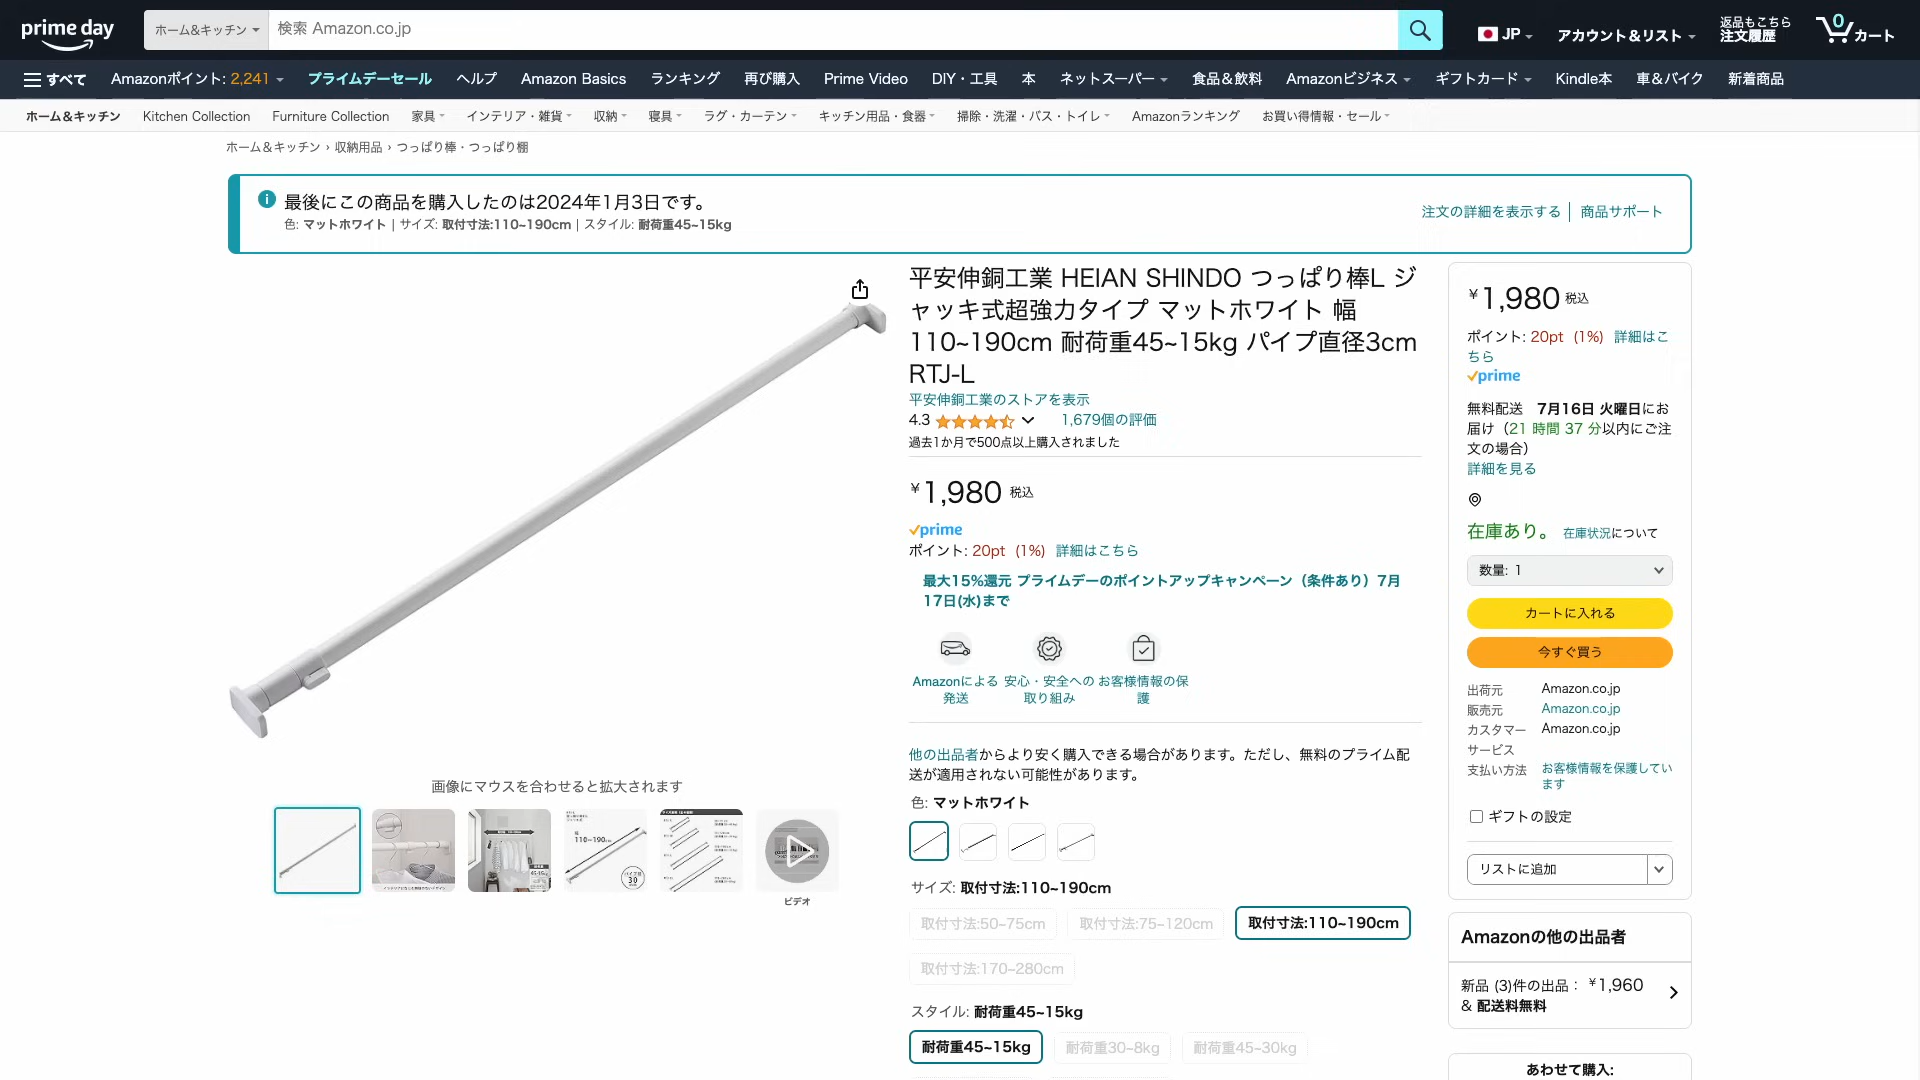 prime day
ホーム&キッチン
検索 Amazon.co.jp
JP
アカウント&リスト
返品もこちら
注文履歴
0
カート
すべて
Amazonポイント: 2,241
プライムデーセール
ヘルプ
Amazon Basics
ランキング
再び購入
Prime Video
DIY・工具
本
ネットスーパー
食品&飲料
Amazonビジネス
ギフトカード
Kindle本
車&バイク
新着商品
ホーム&キッチン
Kitchen Collection
Furniture Collection
家具
インテリア・雑貨
収納
寝具
ラグ・カーテン
キッチン用品・食器
掃除・洗濯・バス・トイレ
Amazonランキング
お買い得情報・セール
ホーム&キッチン › 収納用品 › つっぱり棒・つっぱり棚
最後にこの商品を購入したのは2024年1月3日です。
色: マットホワイト | サイズ: 取付寸法:110~190cm | スタイル: 耐荷重45~15kg
注文の詳細を表示する
商品サポート
平安伸銅工業 HEIAN SHINDO つっぱり棒L ジ
ャッキ式超強力タイプ マットホワイト 幅
110~190cm 耐荷重45~15kg パイプ直径3cm
RTJ-L
平安伸銅工業のストアを表示
4.3
1,679個の評価
過去1か月で500点以上購入されました
¥1,980 税込
prime
ポイント: 20pt (1%) 詳細はこちら
最大15%還元 プライムデーのポイントアップキャンペーン（条件あり）7月
17日(水)まで
Amazonによる
発送
安心・安全への
取り組み
お客様情報の保
護
他の出品者からより安く購入できる場合があります。ただし、無料のプライム配
送が適用されない可能性があります。
色: マットホワイト
サイズ: 取付寸法:110~190cm
取付寸法:50~75cm
取付寸法:75~120cm
取付寸法:110~190cm
取付寸法:170~280cm
スタイル: 耐荷重45~15kg
耐荷重45~15kg
耐荷重30~8kg
耐荷重45~30kg
画像にマウスを合わせると拡大されます
110~190cm
30
ビデオ
¥1,980 税込
ポイント: 20pt (1%) 詳細はこ
ちら
prime
無料配送 7月16日 火曜日にお
届け（21 時間 37 分以内にご注
文の場合）
詳細を見る
在庫あり。 在庫状況について
数量: 1
カートに入れる
今すぐ買う
出荷元 Amazon.co.jp
販売元 Amazon.co.jp
カスタマー Amazon.co.jp
サービス
支払い方法 お客様情報を保護してい
ます
ギフトの設定
リストに追加
Amazonの他の出品者
新品 (3)件の出品： ¥1,960
& 配送料無料
あわせて購入: